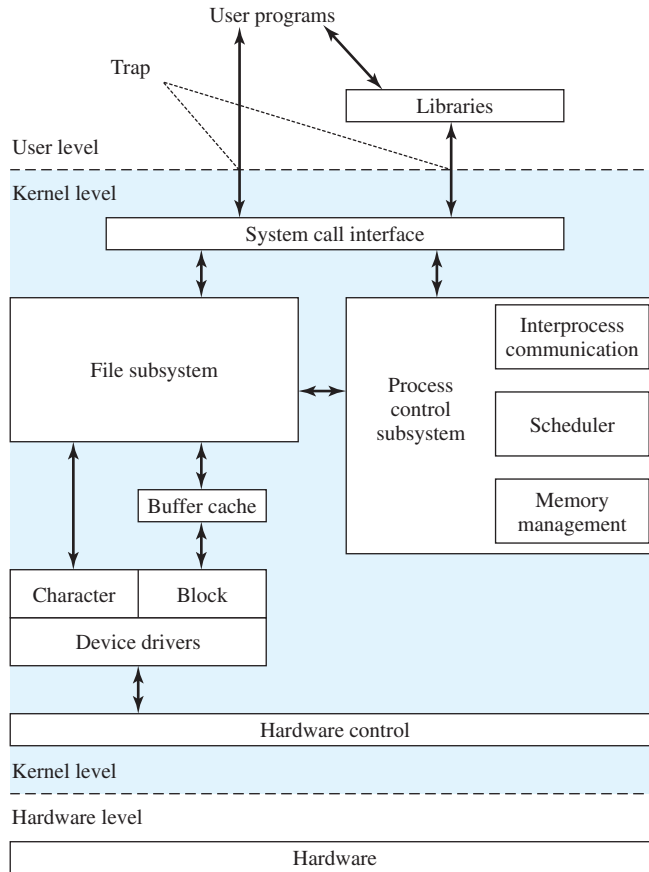 User programs
Trap
Libraries
User level
Kernel level
System call interface
File subsystem
Process
control
subsystem
Interprocess
communication
Scheduler
Memory
management
Buffer cache
Character
Block
Device drivers
Hardware control
Kernel level
Hardware level
Hardware